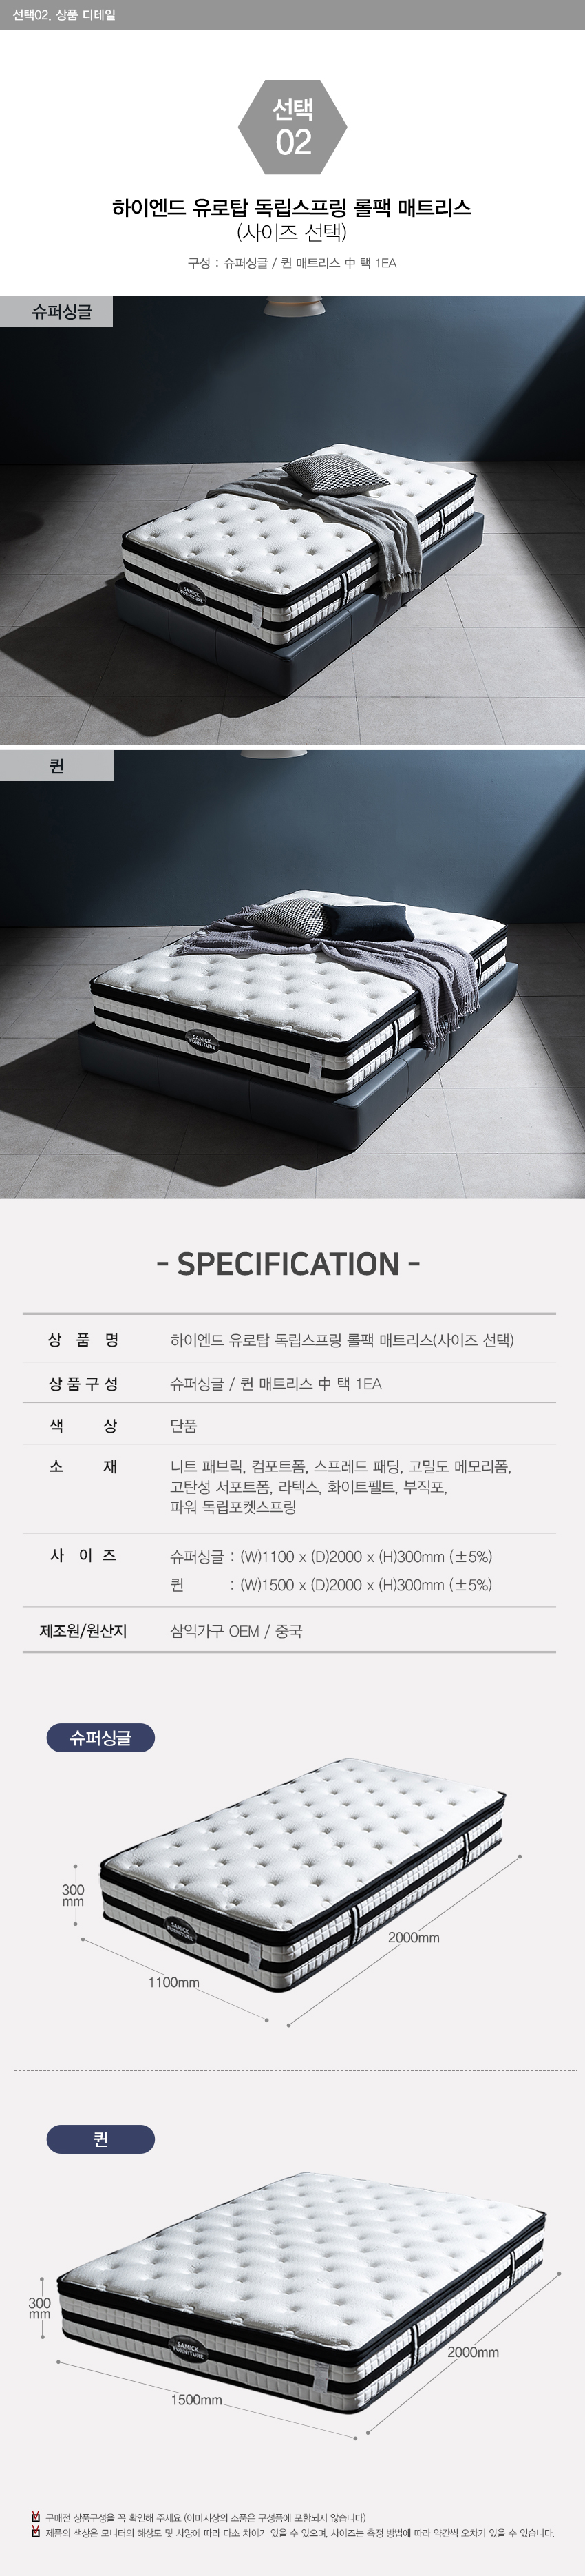 선택02. 상품 디테일
선택
02
하이엔드 유로탑 독립스프링 롤팩 매트리스
(사이즈 선택)
구성 : 슈퍼싱글 / 퀸 매트리스 中 택 1EA
슈퍼싱글
SAMICK
FURNITURE
퀸
SAMICK
FURNITURE
- SPECIFICATION -
상 품 명 하이엔드 유로탑 독립스프링 롤팩 매트리스(사이즈 선택)
상 품 구 성 슈퍼싱글 / 퀸 매트리스 中 택 1EA
색 상 단품
소 재 니트 패브릭, 컴포트폼, 스프레드 패딩, 고밀도 메모리폼,
고탄성 서포트폼, 라텍스, 화이트펠트, 부직포,
파워 독립포켓스프링
사 이 즈 슈퍼싱글 : (W)1100 x (D)2000 x (H)300mm (±5%)
퀸 : (W)1500 x (D)2000 x (H)300mm (±5%)
제조원/원산지 삼익가구 OEM / 중국
슈퍼싱글
300
mm
SAMICK
FURNITURE
2000mm
1100mm
퀸
300
mm
SAMICK
FURNITURE
2000mm
1500mm
구매전 상품구성을 꼭 확인해 주세요 (이미지상의 소품은 구성품에 포함되지 않습니다)
제품의 색상은 모니터의 해상도 및 사양에 따라 다소 차이가 있을 수 있으며, 사이즈는 측정 방법에 따라 약간씩 오차가 있을 수 있습니다.